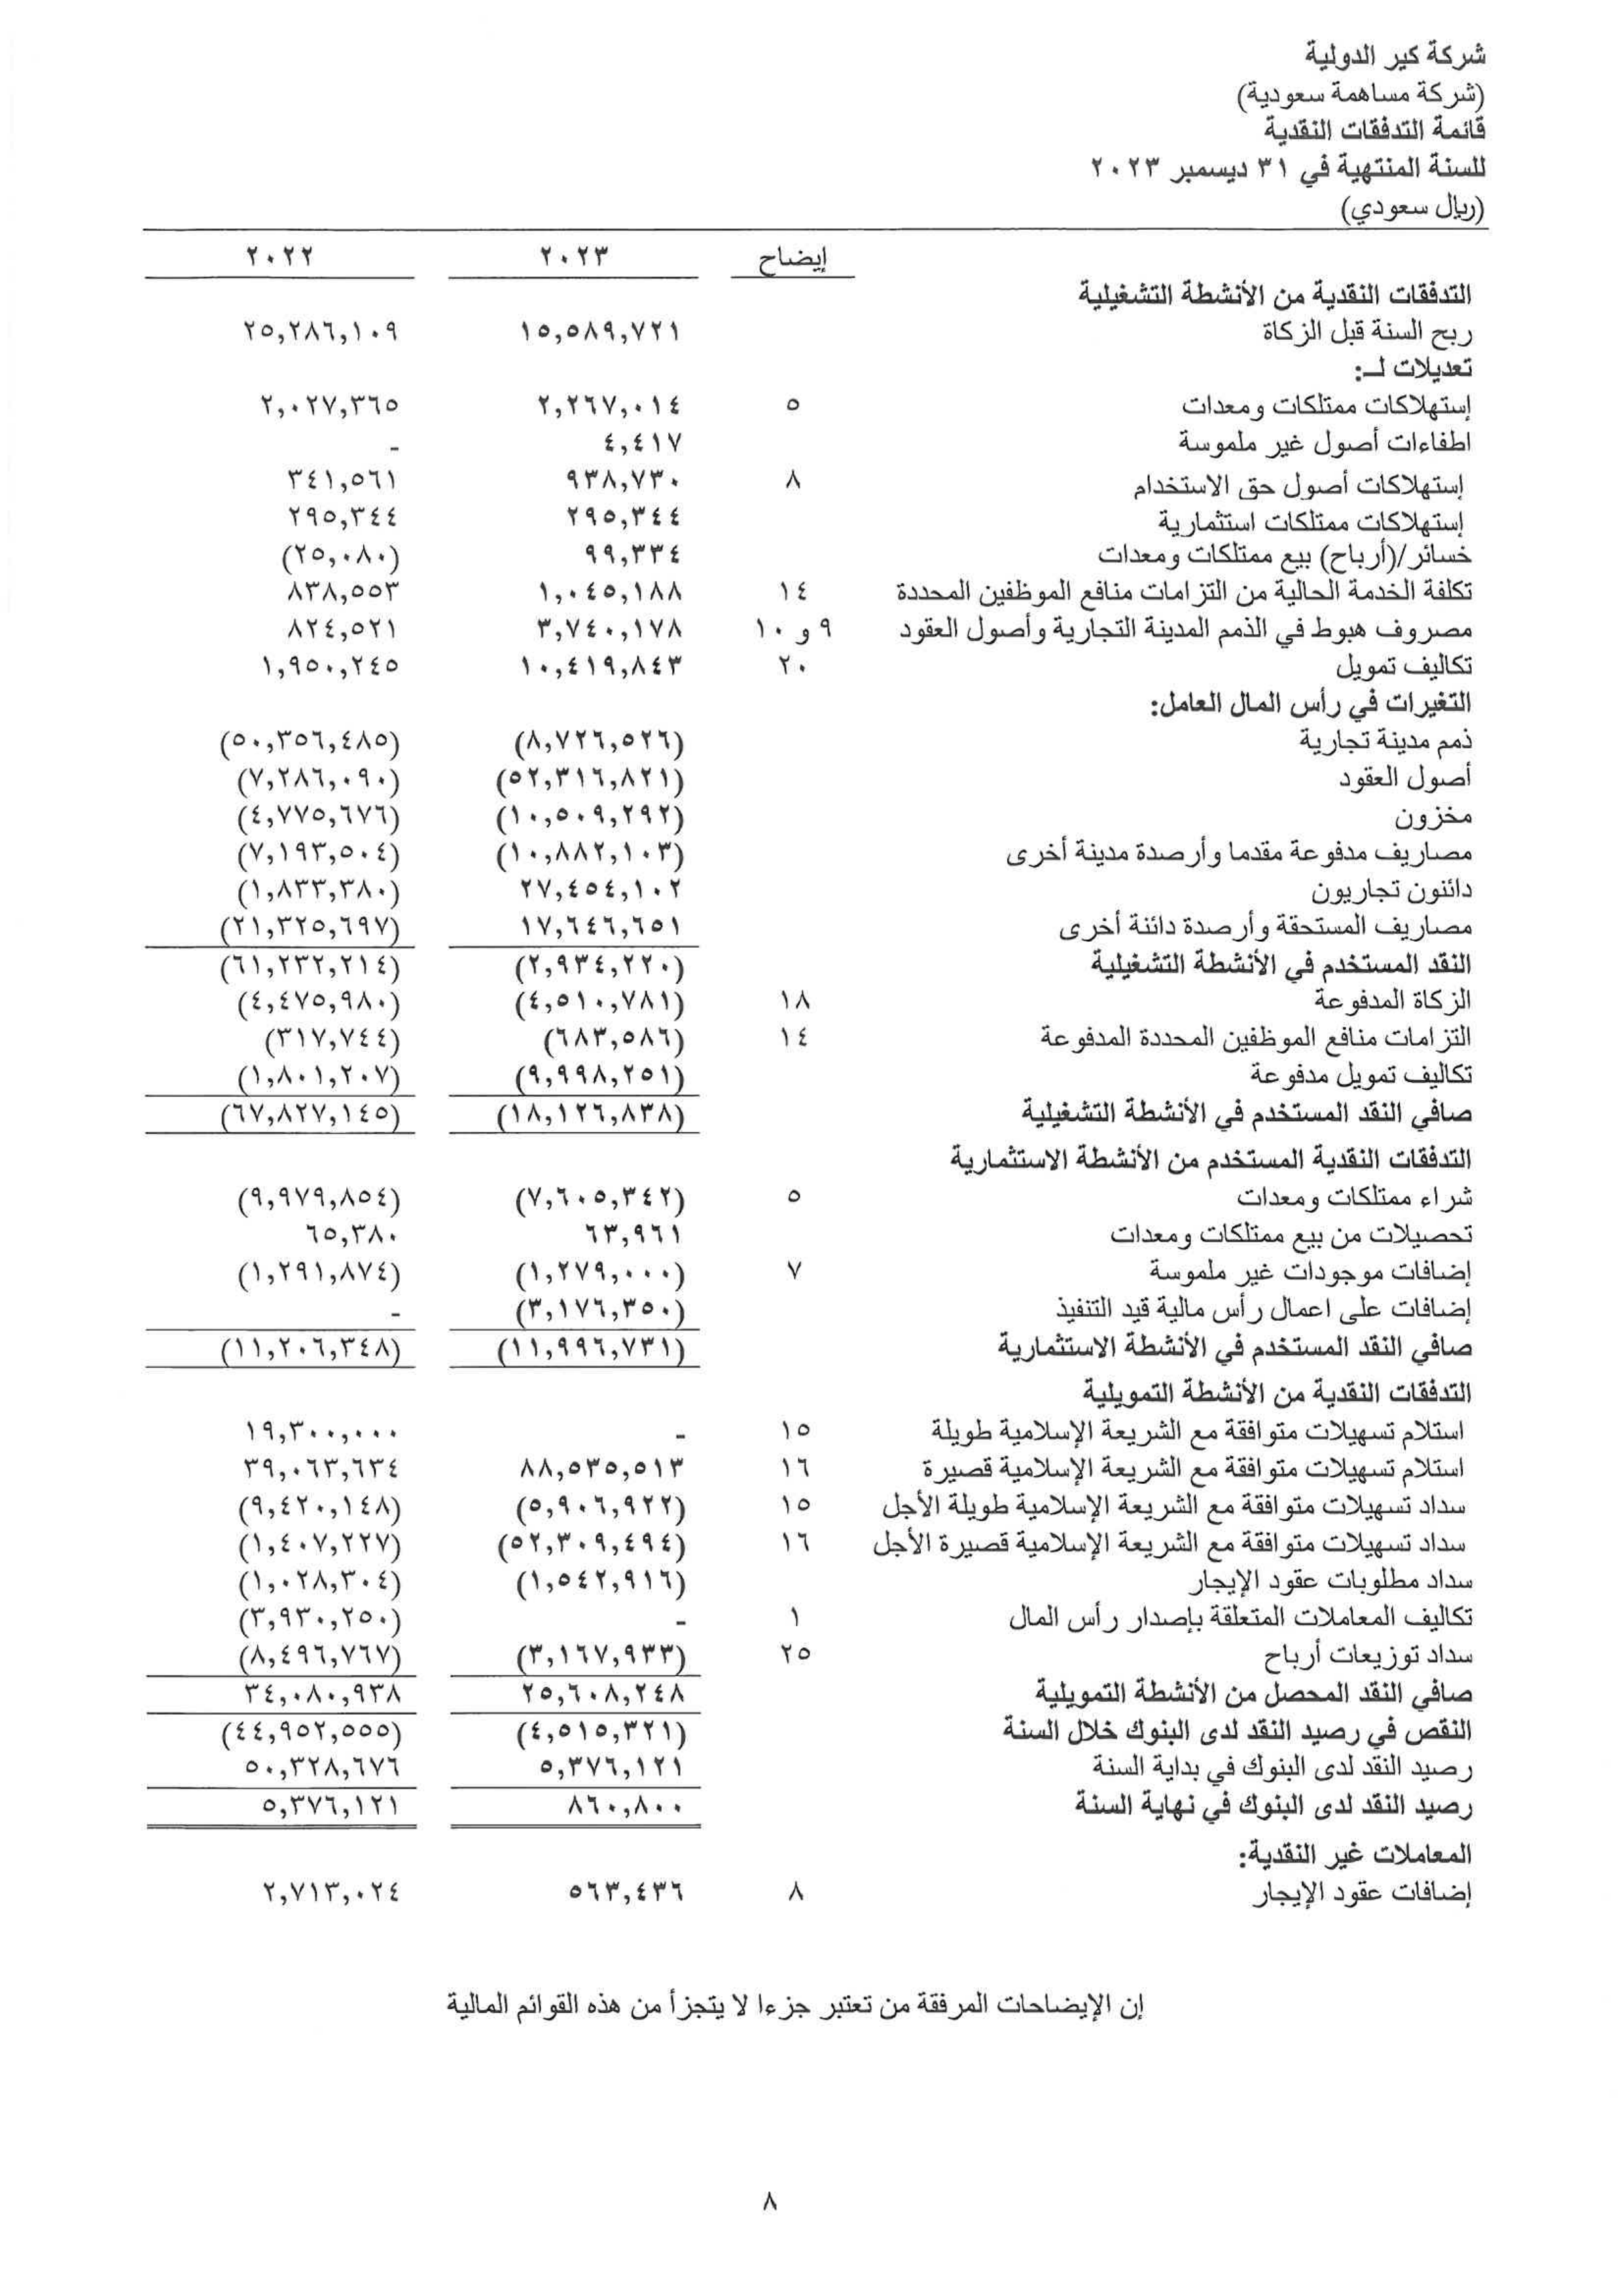 شركة كير الدولية
(شركة مساهمة سعودية)
قائمة التدفقات النقدية
للسنة المنتهية في ٣١ ديسمبر ٢٠٢٣
(ريال سعودي)
إيضاح ٢٠٢٣ ٢٠٢٢
التدفقات النقدية من الأنشطة التشغيلية
ربح السنة قبل الزكاة ١٥,٥٨٩,٧٢١ ٢٥,٢٨٦,١٠٩
تعديلات لــ:
إستهلاكات ممتلكات ومعدات ٥ ٢,٢٦٧,٠١٤ ٢,٠٢٧,٣٦٥
اطفاءات أصول غير ملموسة ٤,٤١٧ -
إستهلاكات أصول حق الاستخدام ٨ ٩٣٨,٧٣٠ ٣٤١,٥٦١
إستهلاكات ممتلكات استثمارية ٢٩٥,٣٤٤ ٢٩٥,٣٤٤
خسائر/(أرباح) بيع ممتلكات ومعدات ٩٩,٣٣٤ (٢٥,٠٨٠)
تكلفة الخدمة الحالية من التزامات منافع الموظفين المحددة ١٤ ١,٠٤٥,١٨٨ ٨٣٨,٥٥٣
مصروف هبوط في الذمم المدينة التجارية وأصول العقود ٩ و ١٠ ٣,٧٤٠,١٧٨ ٨٢٤,٥٢١
تكاليف تمويل ٢٠ ١٠,٤١٩,٨٤٣ ١,٩٥٠,٢٤٥
التغيرات في رأس المال العامل:
ذمم مدينة تجارية (٨,٧٢٦,٥٢٦) (٥٠,٣٥٦,٤٨٥)
أصول العقود (٥٢,٣١٦,٨٢١) (٧,٢٨٦,٠٩٠)
مخزون (١٠,٥٠٩,٢٩٢) (٤,٧٧٥,٦٧٦)
مصاريف مدفوعة مقدما وأرصدة مدينة أخرى (١٠,٨٨٢,١٠٣) (٧,١٩٣,٥٠٤)
دائنون تجاريون ٢٧,٤٥٤,١٠٢ (١,٨٣٣,٣٨٠)
مصاريف المستحقة وأرصدة دائنة أخرى ١٧,٦٤٦,٦٥١ (٢١,٣٢٥,٦٩٧)
النقد المستخدم في الأنشطة التشغيلية (٢,٩٣٤,٢٢٠) (٦١,٢٣٢,٢١٤)
الزكاة المدفوعة ١٨ (٤,٥١٠,٧٨١) (٤,٤٧٥,٩٨٠)
التزامات منافع الموظفين المحددة المدفوعة ١٤ (٦٨٣,٥٨٦) (٣١٧,٧٤٤)
تكاليف تمويل مدفوعة (٩,٩٩٨,٢٥١) (١,٨٠١,٢٠٧)
صافي النقد المستخدم في الأنشطة التشغيلية (١٨,١٢٦,٨٣٨) (٦٧,٨٢٧,١٤٥)
التدفقات النقدية المستخدم من الأنشطة الاستثمارية
شراء ممتلكات ومعدات ٥ (٧,٦٠٥,٣٤٢) (٩,٩٧٩,٨٥٤)
تحصيلات من بيع ممتلكات ومعدات ٦٣,٩٦١ ٦٥,٣٨٠
إضافات موجودات غير ملموسة ٧ (١,٢٧٩,٠٠٠) (١,٢٩١,٨٧٤)
إضافات على اعمال رأس مالية قيد التنفيذ (٣,١٧٦,٣٥٠) -
صافي النقد المستخدم في الأنشطة الاستثمارية (١١,٩٩٦,٧٣١) (١١,٢٠٦,٣٤٨)
التدفقات النقدية من الأنشطة التمويلية
استلام تسهيلات متوافقة مع الشريعة الإسلامية طويلة ١٥ - ١٩,٣٠٠,٠٠٠
استلام تسهيلات متوافقة مع الشريعة الإسلامية قصيرة ١٦ ٨٨,٥٣٥,٥١٣ ٣٩,٠٦٣,٦٣٤
سداد تسهيلات متوافقة مع الشريعة الإسلامية طويلة الأجل ١٥ (٥,٩٠٦,٩٢٢) (٩,٤٢٠,١٤٨)
سداد تسهيلات متوافقة مع الشريعة الإسلامية قصيرة الأجل ١٦ (٥٢,٣٠٩,٤٩٤) (١,٤٠٧,٢٢٧)
سداد مطلوبات عقود الإيجار (١,٥٤٢,٩١٦) (١,٠٢٨,٣٠٤)
تكاليف المعاملات المتعلقة بإصدار رأس المال ١ - (٣,٩٣٠,٢٥٠)
سداد توزيعات أرباح ٢٥ (٣,١٦٧,٩٣٣) (٨,٤٩٦,٧٦٧)
صافي النقد المحصل من الأنشطة التمويلية ٢٥,٦٠٨,٢٤٨ ٣٤,٠٨٠,٩٣٨
النقص في رصيد النقد لدى البنوك خلال السنة (٤,٥١٥,٣٢١) (٤٤,٩٥٢,٥٥٥)
رصيد النقد لدى البنوك في بداية السنة ٥,٣٧٦,١٢١ ٥٠,٣٢٨,٦٧٦
رصيد النقد لدى البنوك في نهاية السنة ٨٦٠,٨٠٠ ٥,٣٧٦,١٢١
المعاملات غير النقدية:
إضافات عقود الإيجار ٨ ٥٦٣,٤٣٦ ٢,٧١٣,٠٢٤
إن الإيضاحات المرفقة من تعتبر جزءا لا يتجزأ من هذه القوائم المالية
٨